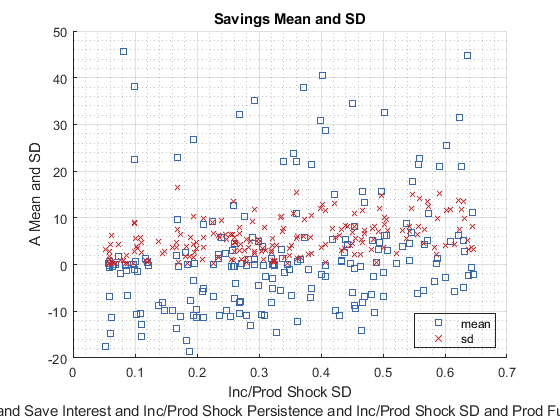 Savings Mean and SD
A Mean and SD
50
40
30
20
10
0
-10
-20
0
0.1
0.2
0.3
0.4
0.5
0.6
0.7
mean
sd
Inc/Prod Shock SD
and Save Interest and Inc/Prod Shock Persistence and Inc/Prod Shock SD and Prod